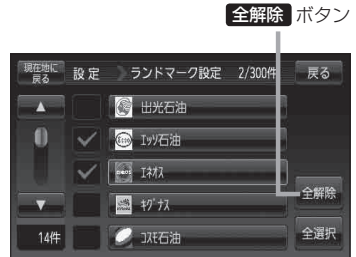 全解除 ボタン
現在地に
戻る
設定 ランドマーク設定 2/300件 戻る
▲
出光石油
Esso エッソ石油
ENEOS エネオス
キグナス
全解除
▼
14件 コスモ石油 全選択